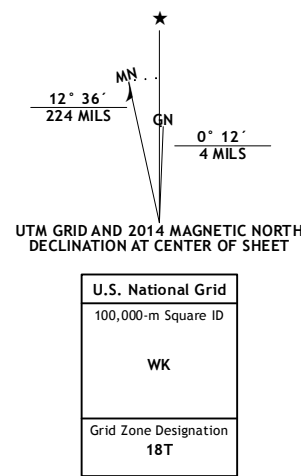 ★
MN
12° 36´
224 MILS
GN
0° 12´
4 MILS
UTM GRID AND 2014 MAGNETIC NORTH
DECLINATION AT CENTER OF SHEET
U.S. National Grid
100,000-m Square ID
WK
Grid Zone Designation
18T